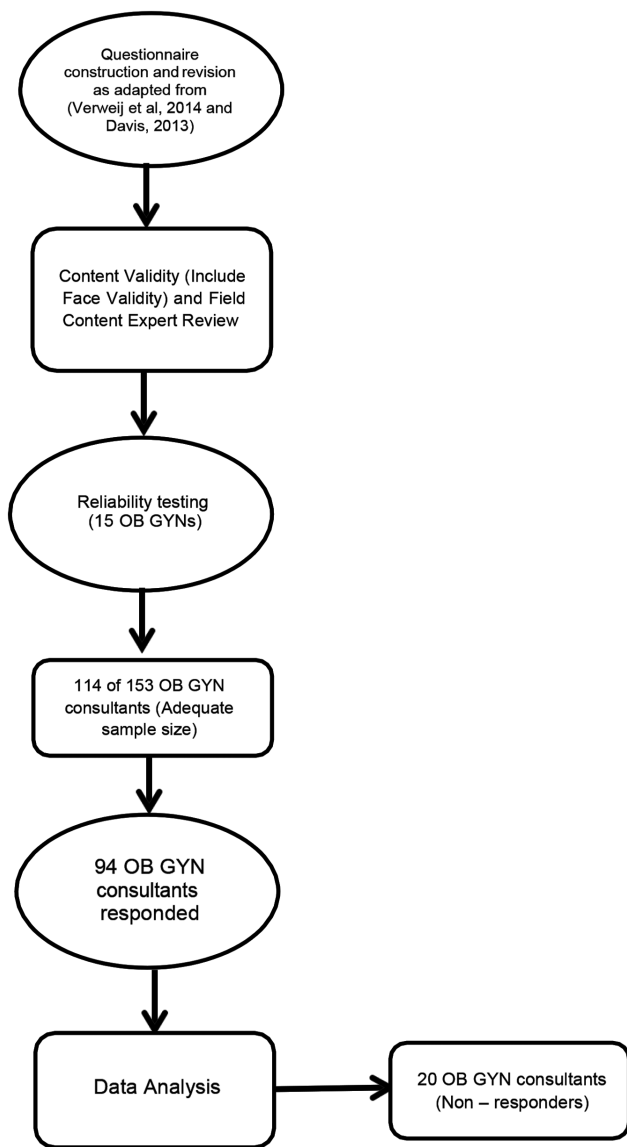 Questionnaire
construction and revision
as adapted from
(Verweij et al, 2014 and
Davis, 2013)
Content Validity (Include
Face Validity) and Field
Content Expert Review
Reliability testing
(15 OB GYNs)
114 of 153 OB GYN
consultants (Adequate
sample size)
94 OB GYN
consultants
responded
Data Analysis
20 OB GYN consultants
(Non – responders)